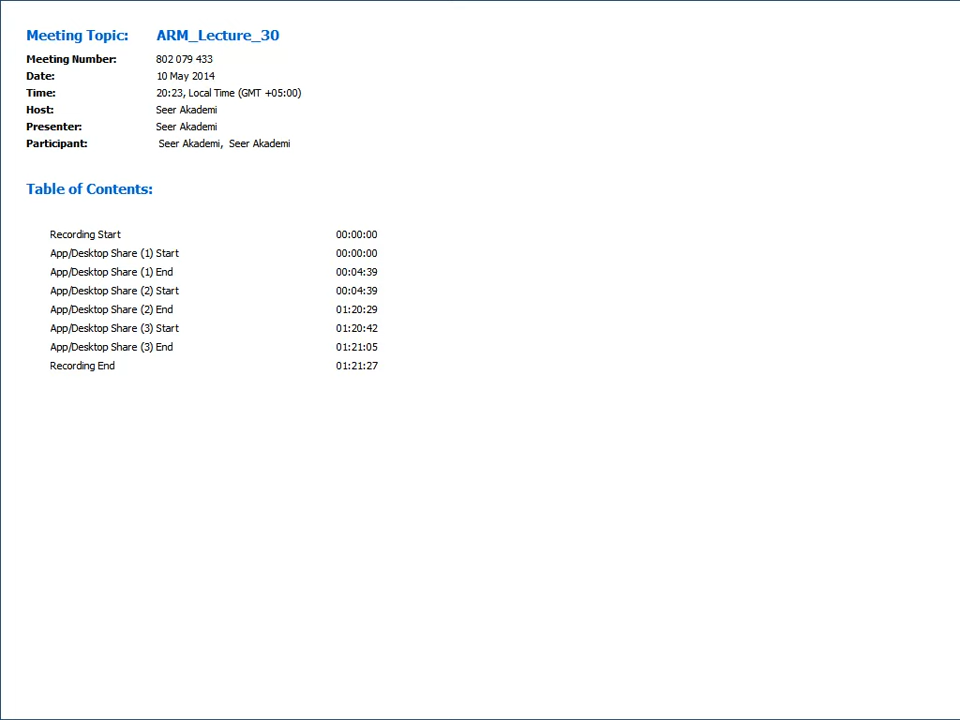 Meeting Topic: ARM_Lecture_30
Meeting Number: 802 079 433
Date: 10 May 2014
Time: 20:23, Local Time (GMT +05:00)
Host: Seer Akademi
Presenter: Seer Akademi
Participant: Seer Akademi, Seer Akademi
Table of Contents:
Recording Start 00:00:00
App/Desktop Share (1) Start 00:00:00
App/Desktop Share (1) End 00:04:39
App/Desktop Share (2) Start 00:04:39
App/Desktop Share (2) End 01:20:29
App/Desktop Share (3) Start 01:20:42
App/Desktop Share (3) End 01:21:05
Recording End 01:21:27